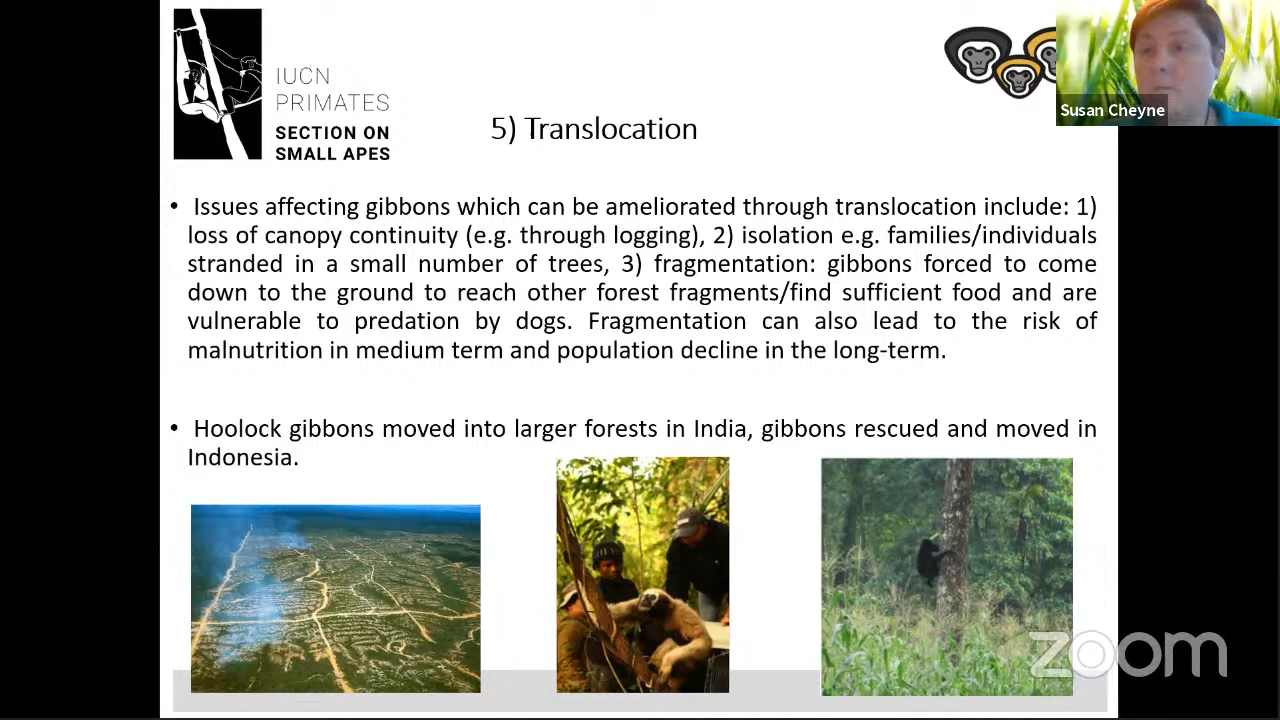 IUCN
PRIMATES
SECTION ON
SMALL APES
Susan Cheyne
5) Translocation
• Issues affecting gibbons which can be ameliorated through translocation include: 1)
loss of canopy continuity (e.g. through logging), 2) isolation e.g. families/individuals
stranded in a small number of trees, 3) fragmentation: gibbons forced to come
down to the ground to reach other forest fragments/find sufficient food and are
vulnerable to predation by dogs. Fragmentation can also lead to the risk of
malnutrition in medium term and population decline in the long-term.
• Hoolock gibbons moved into larger forests in India, gibbons rescued and moved in
Indonesia.
zoom